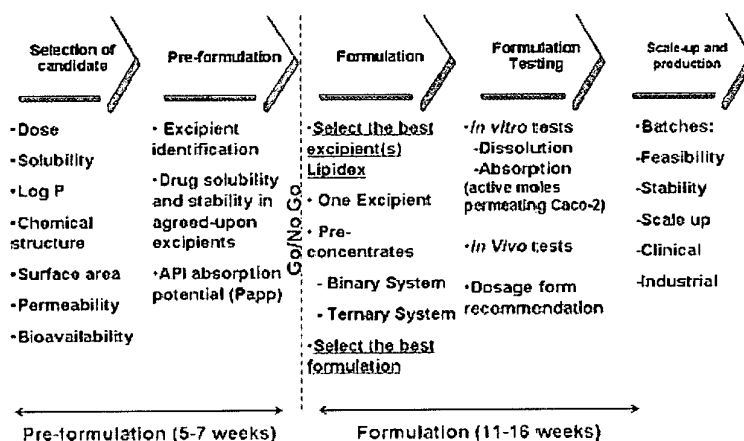 Selection of
candidate
•Dose
•Solubility
•Log P
•Chemical
structure
•Surface area
•Permeability
•Bioavailability
Pre-formulation
• Excipient
identification
•Drug solubility
and stability in
agreed-upon
excipients
•API absorption
potential (Papp)
Go/No Go
Formulation
•Select the best
excipient(s)
Lipidex
• One Excipient
• Pre-
concentrates
- Binary System
- Ternary System
•Select the best
formulation
Formulation
Testing
•In vitro tests
-Dissolution
-Absorption
(active moles
permeating Caco-2)
•In Vivo tests
•Dosage form
recommendation
Scale-up and
production
•Batches:
-Feasibility
-Stability
-Scale up
-Clinical
-Industrial
Pre-formulation (5-7 weeks)
Formulation (11-16 weeks)